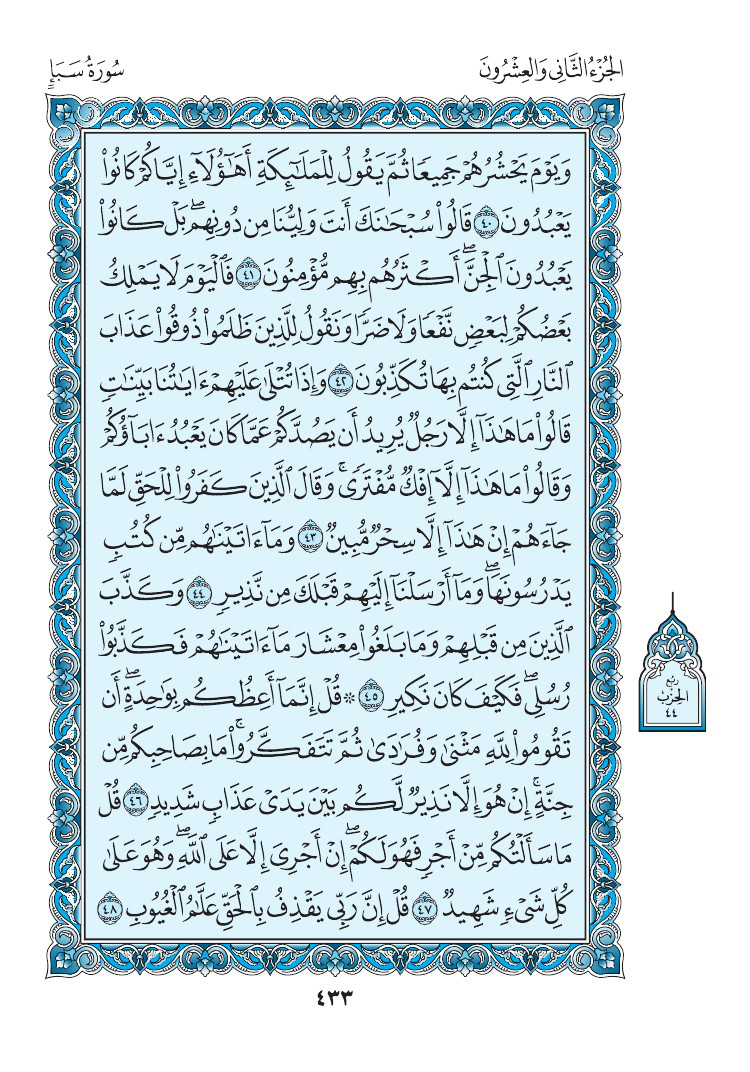 الجُزْءُ الثَّانِي وَالعِشْرُونَ
سُورَةُ سَبَإٍ
وَيَوْمَ يَحْشُرُهُمْ جَمِيعًا ثُمَّ يَقُولُ لِلْمَلَٰٓئِكَةِ أَهَٰٓؤُلَآءِ إِيَّاكُمْ كَانُوا۟
يَعْبُدُونَ ٤٠ قَالُوا۟ سُبْحَٰنَكَ أَنتَ وَلِيُّنَا مِن دُونِهِم ۖ بَلْ كَانُوا۟
يَعْبُدُونَ ٱلْجِنَّ ۖ أَكْثَرُهُم بِهِم مُّؤْمِنُونَ ٤١ فَٱلْيَوْمَ لَا يَمْلِكُ
بَعْضُكُمْ لِبَعْضٍ نَّفْعًا وَلَا ضَرًّا وَنَقُولُ لِلَّذِينَ ظَلَمُوا۟ ذُوقُوا۟ عَذَابَ
ٱلنَّارِ ٱلَّتِى كُنتُم بِهَا تُكَذِّبُونَ ٤٢ وَإِذَا تُتْلَىٰ عَلَيْهِمْ ءَايَٰتُنَا بَيِّنَٰتٍ
قَالُوا۟ مَا هَٰذَآ إِلَّا رَجُلٌ يُرِيدُ أَن يَصُدَّكُمْ عَمَّا كَانَ يَعْبُدُ ءَابَآؤُكُمْ
وَقَالُوا۟ مَا هَٰذَآ إِلَّآ إِفْكٌ مُّفْتَرًى ۚ وَقَالَ ٱلَّذِينَ كَفَرُوا۟ لِلْحَقِّ لَمَّا
جَآءَهُمْ إِنْ هَٰذَآ إِلَّا سِحْرٌ مُّبِينٌ ٤٣ وَمَآ ءَاتَيْنَٰهُم مِّن كُتُبٍ
يَدْرُسُونَهَا ۖ وَمَآ أَرْسَلْنَآ إِلَيْهِمْ قَبْلَكَ مِن نَّذِيرٍ ٤٤ وَكَذَّبَ
ٱلَّذِينَ مِن قَبْلِهِمْ وَمَا بَلَغُوا۟ مِعْشَارَ مَآ ءَاتَيْنَٰهُمْ فَكَذَّبُوا۟
رُسُلِى ۖ فَكَيْفَ كَانَ نَكِيرِ ٤٥ ۞ قُلْ إِنَّمَآ أَعِظُكُم بِوَٰحِدَةٍ ۖ أَن
تَقُومُوا۟ لِلَّهِ مَثْنَىٰ وَفُرَٰدَىٰ ثُمَّ تَتَفَكَّرُوا۟ ۚ مَا بِصَاحِبِكُم مِّن
جِنَّةٍ ۚ إِنْ هُوَ إِلَّا نَذِيرٌ لَّكُم بَيْنَ يَدَىْ عَذَابٍ شَدِيدٍ ٤٦ قُلْ
مَا سَأَلْتُكُم مِّنْ أَجْرٍ فَهُوَ لَكُمْ ۖ إِنْ أَجْرِىَ إِلَّا عَلَى ٱللَّهِ ۖ وَهُوَ عَلَىٰ
كُلِّ شَىْءٍ شَهِيدٌ ٤٧ قُلْ إِنَّ رَبِّى يَقْذِفُ بِٱلْحَقِّ عَلَّٰمُ ٱلْغُيُوبِ ٤٨
رُبع
الحِزب
٤٤
٤٣٣